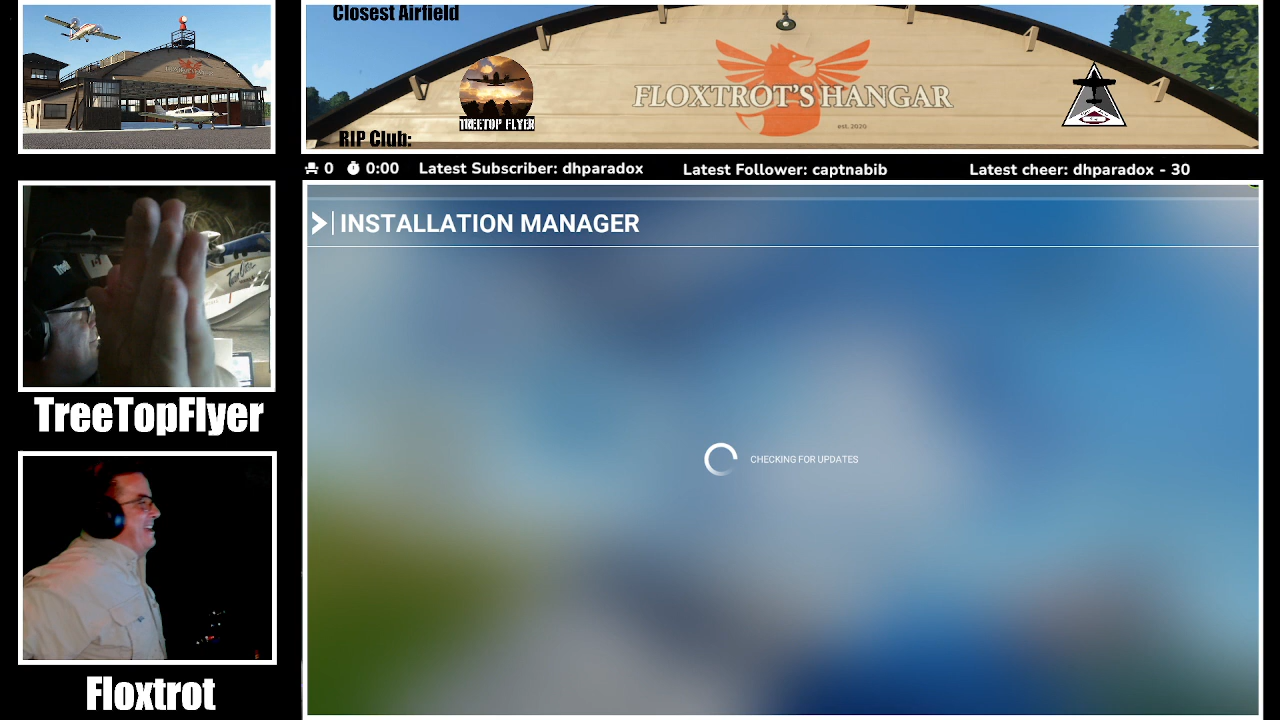 Closest Airfield
FLOXTROT'S HANGAR
est. 2020
TREETOP FLYER
RIP Club:
0 0:00 Latest Subscriber: dhparadox Latest Follower: captnabib Latest cheer: dhparadox - 30
INSTALLATION MANAGER
CHECKING FOR UPDATES
TreeTopFlyer
Floxtrot